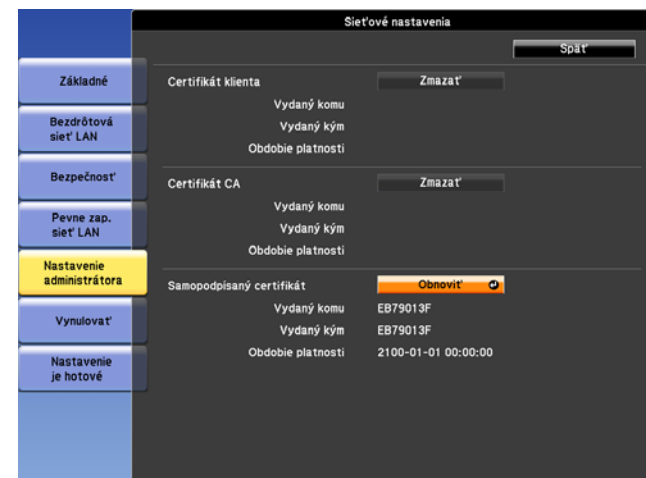 Sieťové nastavenia
Späť
Základné
Bezdrôtová
sieť LAN
Bezpečnosť
Pevne zap.
sieť LAN
Nastavenie
administrátora
Vynulovať
Nastavenie
je hotové
Certifikát klienta Zmazať
Vydaný komu
Vydaný kým
Obdobie platnosti
Certifikát CA Zmazať
Vydaný komu
Vydaný kým
Obdobie platnosti
Samopodpísaný certifikát Obnoviť
Vydaný komu EB79013F
Vydaný kým EB79013F
Obdobie platnosti 2100-01-01 00:00:00